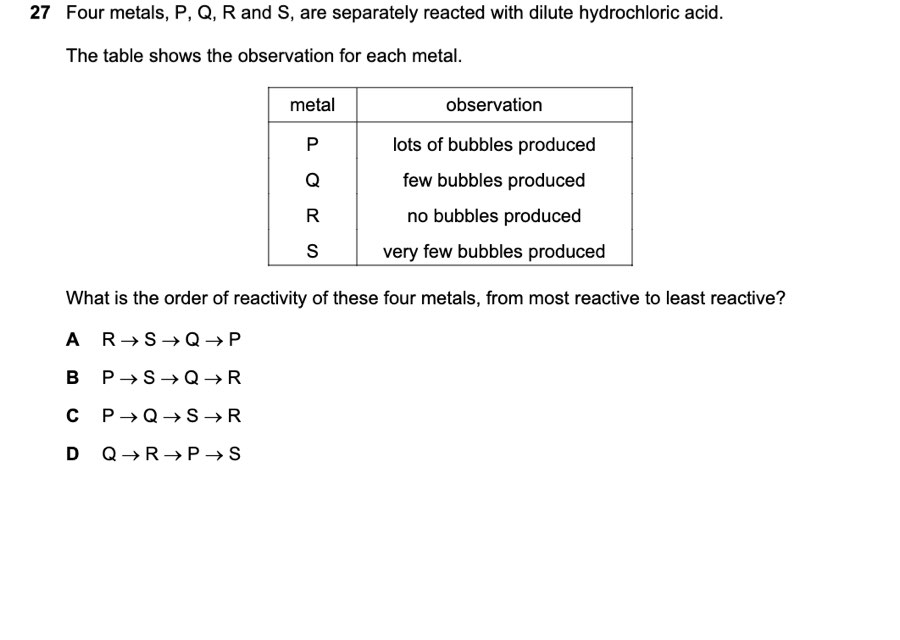 27 Four metals, P, Q, R and S, are separately reacted with dilute hydrochloric acid.
The table shows the observation for each metal.
metal observation
P lots of bubbles produced
Q few bubbles produced
R no bubbles produced
S very few bubbles produced
What is the order of reactivity of these four metals, from most reactive to least reactive?
A R → S → Q → P
B P → S → Q → R
C P → Q → S → R
D Q → R → P → S